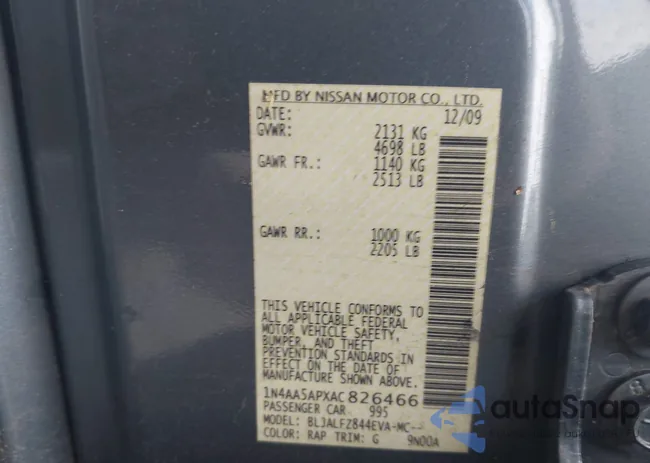 MFD BY NISSAN MOTOR CO., LTD.
DATE: 12/09
GVWR: 2131 KG
4698 LB
GAWR FR.: 1140 KG
2513 LB
GAWR RR.: 1000 KG
2205 LB
THIS VEHICLE CONFORMS TO
ALL APPLICABLE FEDERAL
MOTOR VEHICLE SAFETY,
BUMPER, AND THEFT
PREVENTION STANDARDS IN
EFFECT ON THE DATE OF
MANUFACTURE SHOWN ABOVE.
1N4AA5APXAC826466
PASSENGER CAR 995
MODEL: BLJALFZ844EVA-MC--
COLOR: RAP TRIM: G 9N00A
autoSnap